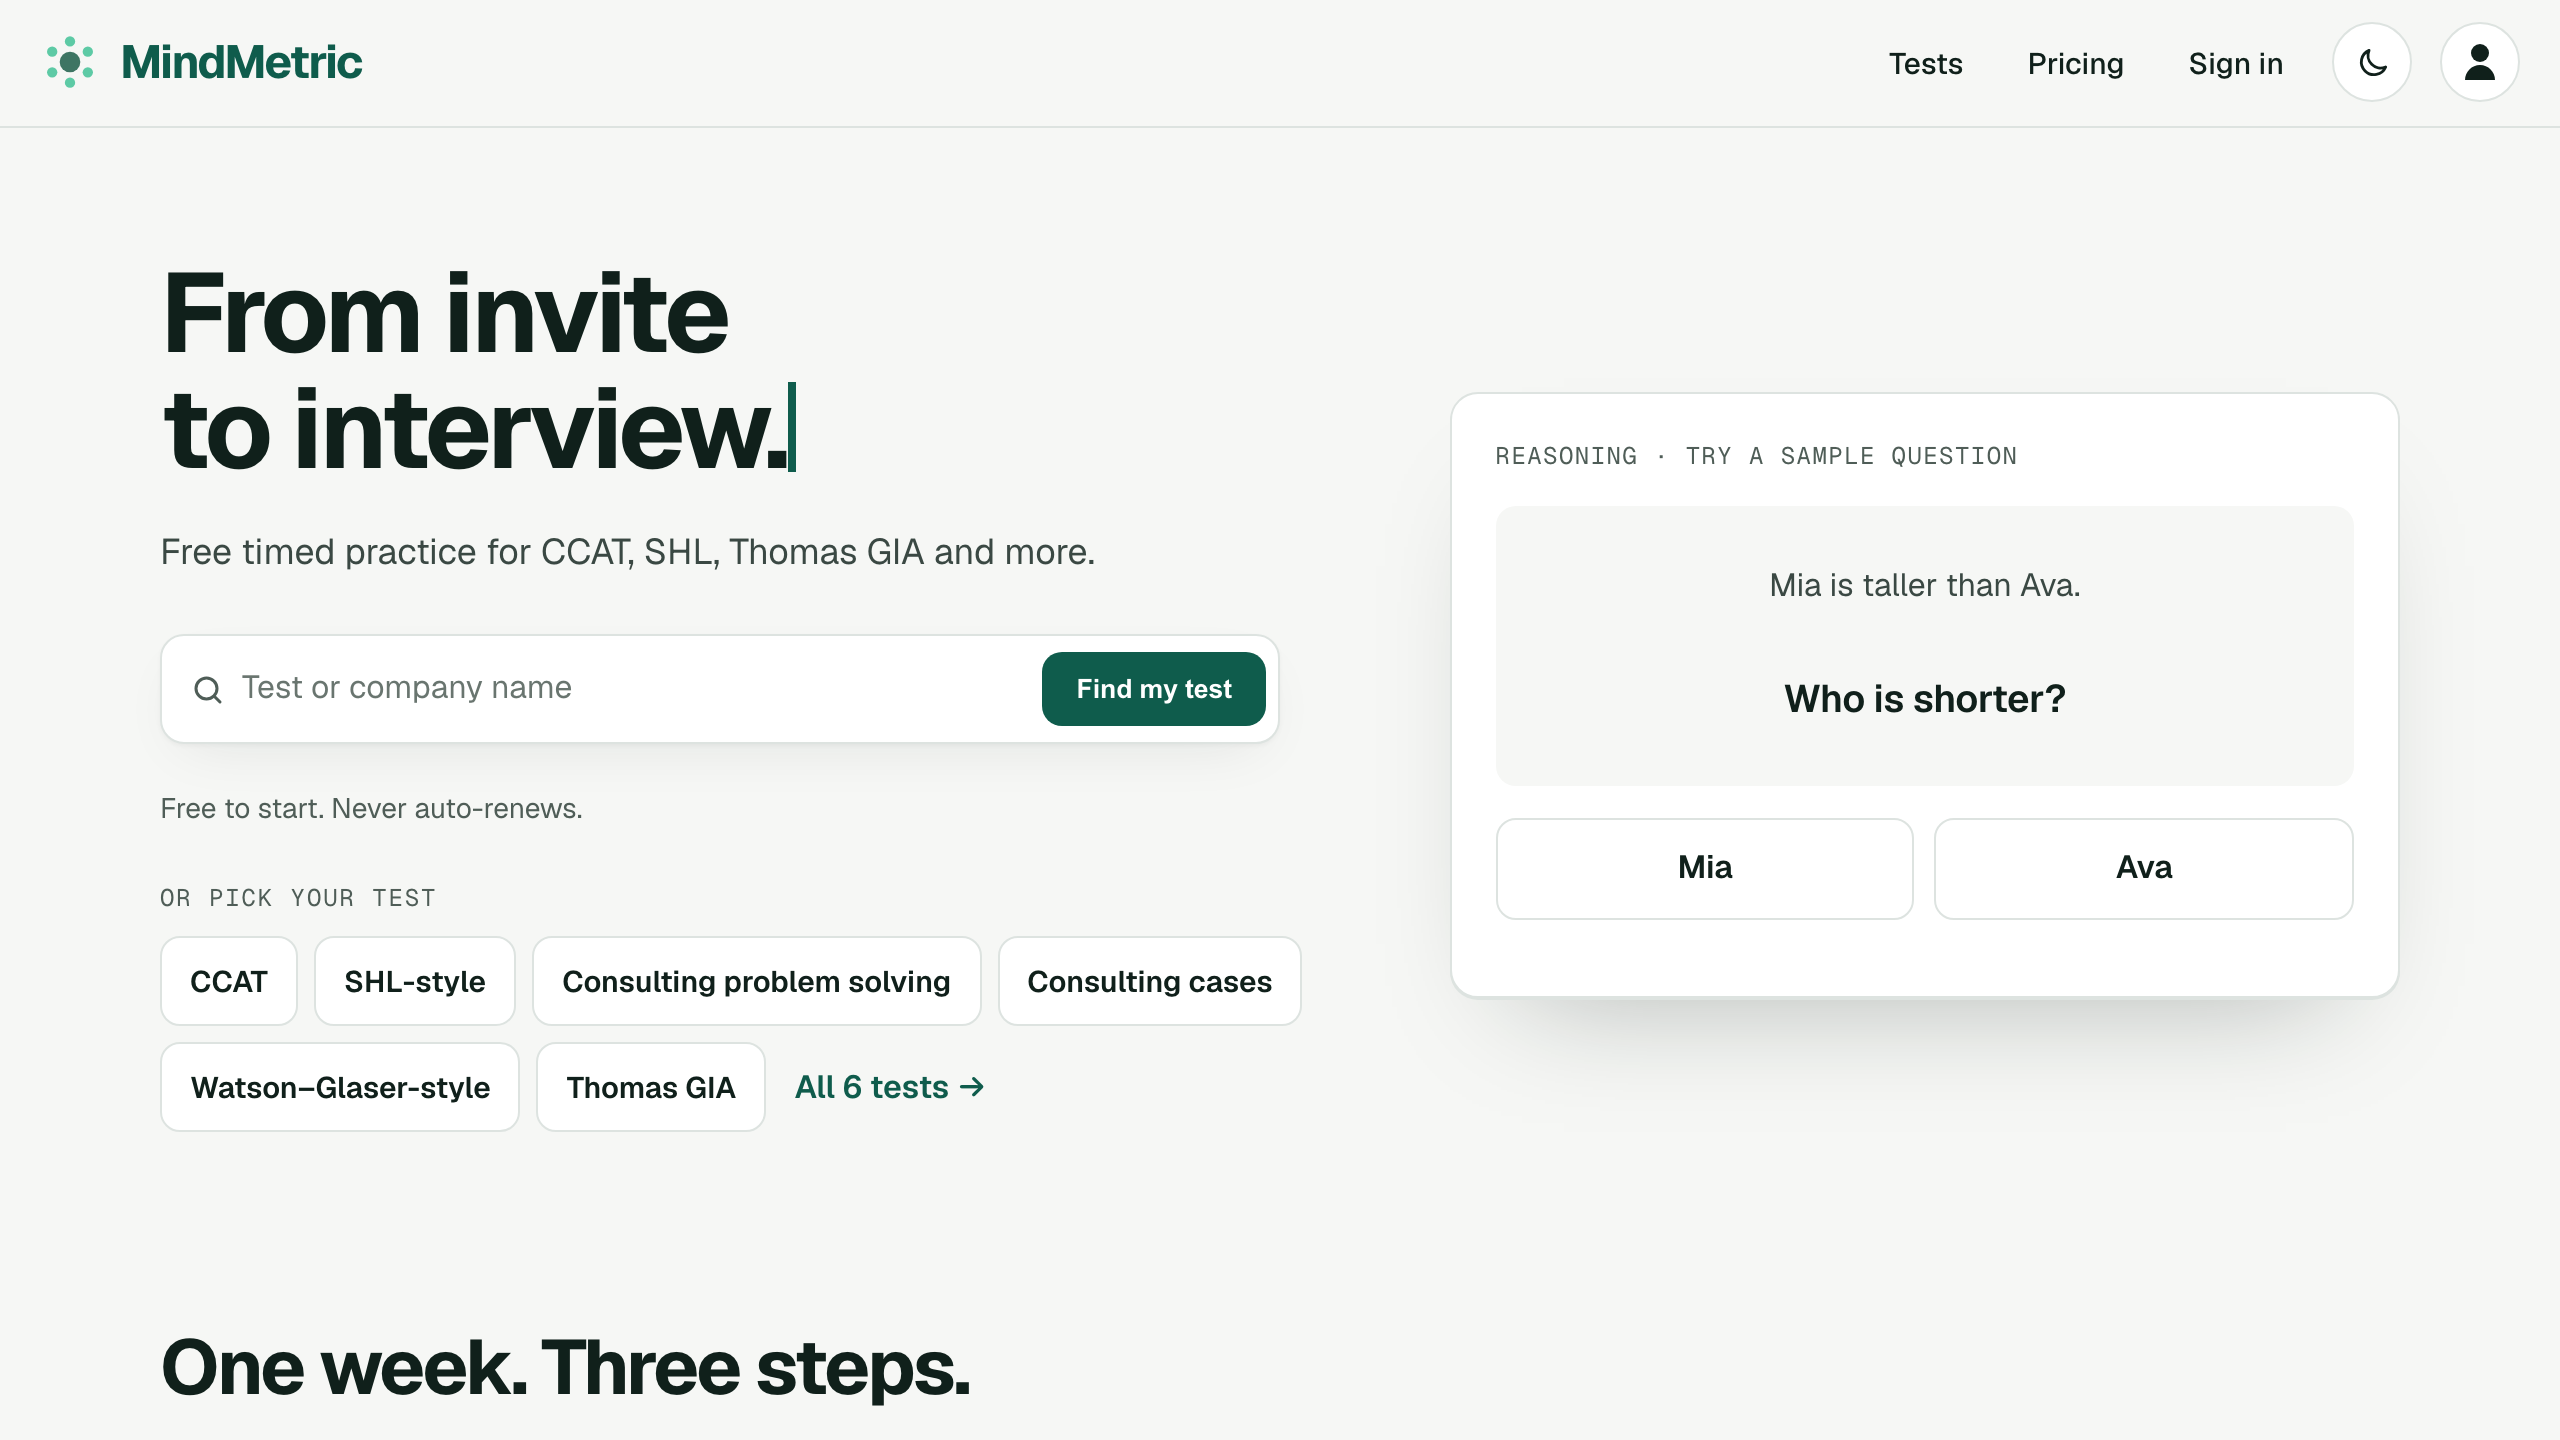 MindMetric
Tests
Pricing
Sign in
From invite
to interview.
Free timed practice for CCAT, SHL, Thomas GIA and more.
Test or company name
Find my test
Free to start. Never auto-renews.
OR PICK YOUR TEST
CCAT
SHL-style
Consulting problem solving
Consulting cases
Watson–Glaser-style
Thomas GIA
All 6 tests →
REASONING · TRY A SAMPLE QUESTION
Mia is taller than Ava.
Who is shorter?
Mia
Ava
One week. Three steps.